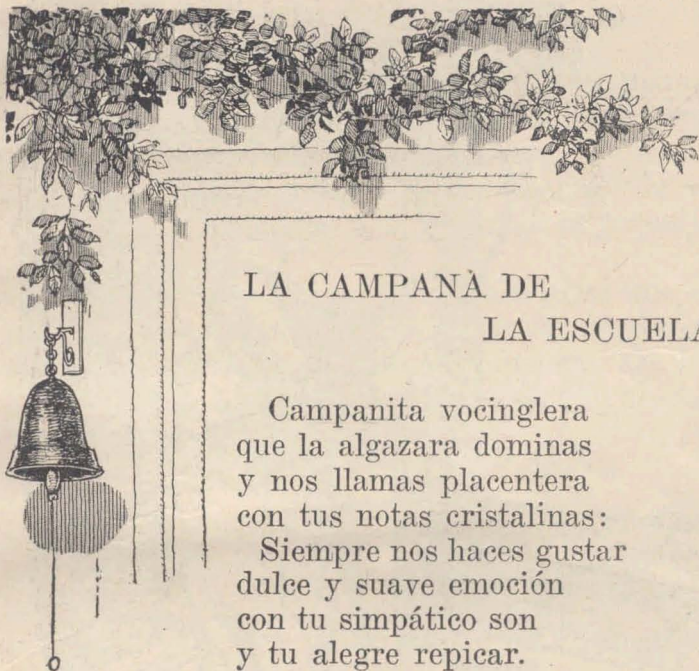 LA CAMPANA DE
LA ESCUELA
Campanita vocinglera
que la algazara dominas
y nos llamas placentera
con tus notas cristalinas:
Siempre nos haces gustar
dulce y suave emoción
con tu simpático son
y tu alegre repicar.